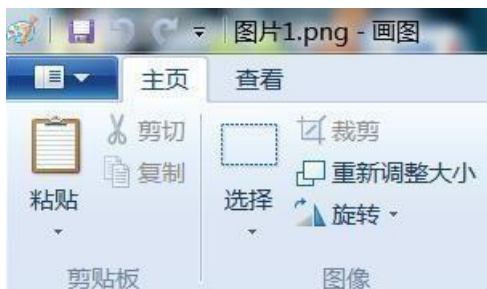 图片1.png - 画图
主页 查看
剪切 裁剪
复制 重新调整大小
粘贴 选择 旋转
剪贴板 图像